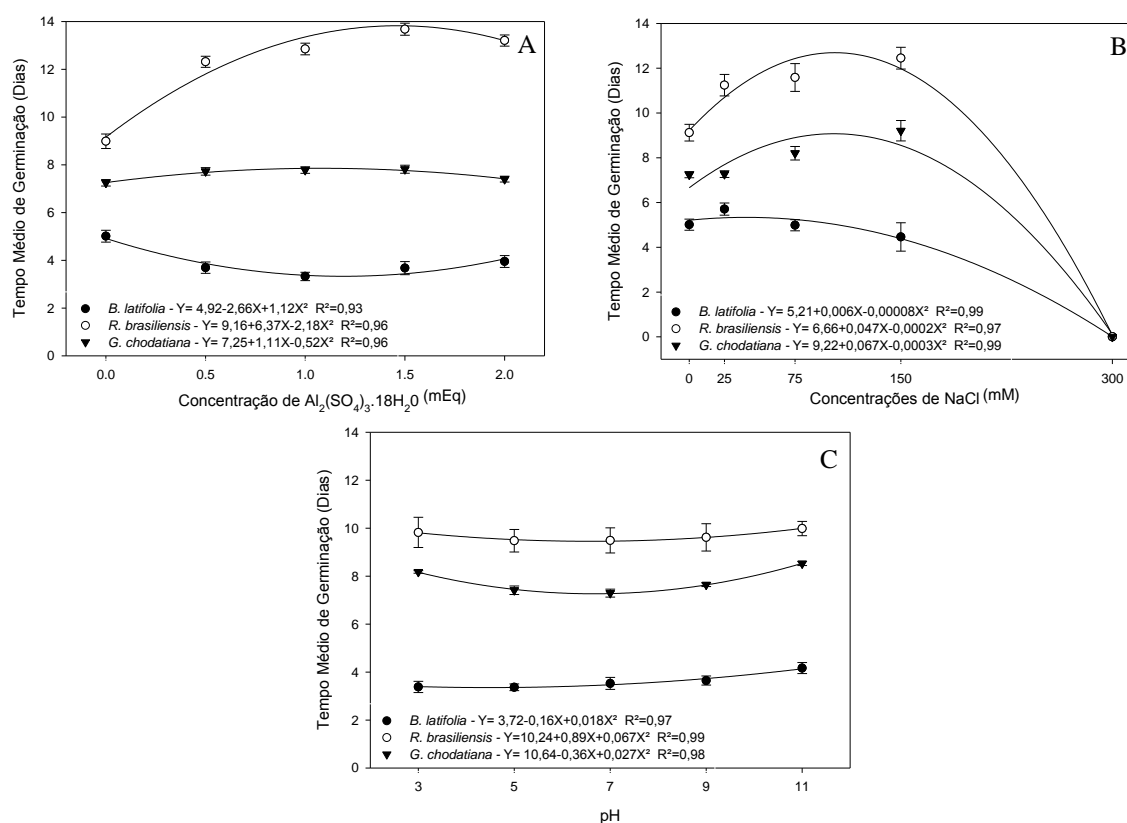 14
12
10
8
6
4
2
0
Tempo Médio de Germinação (Dias)
A
B. latifolia - Y= 4,92-2,66X+1,12X² R²=0,93
R. brasiliensis - Y= 9,16+6,37X-2,18X² R²=0,96
G. chodatiana - Y= 7,25+1,11X-0,52X² R²=0,96
0.0 0.5 1.0 1.5 2.0
Concentração de Al₂(SO₄)₃.18H₂0 (mEq)
14
12
10
8
6
4
2
0
Tempo Médio de Germinação (Dias)
B
B. latifolia - Y= 5,21+0,006X-0,00008X² R²=0,99
R. brasiliensis - Y= 6,66+0,047X-0,0002X² R²=0,97
G. chodatiana - Y= 9,22+0,067X-0,0003X² R²=0,99
0 25 75 150 300
Concentrações de NaCl (mM)
14
12
10
8
6
4
2
0
Tempo Médio de Germinação (Dias)
C
B. latifolia - Y= 3,72-0,16X+0,018X² R²=0,97
R. brasiliensis - Y=10,24+0,89X+0,067X² R²=0,99
G. chodatiana - Y= 10,64-0,36X+0,027X² R²=0,98
3 5 7 9 11
pH